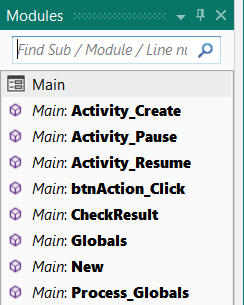 Modules
Find Sub / Module / Line nu
Main
Main: Activity_Create
Main: Activity_Pause
Main: Activity_Resume
Main: btnAction_Click
Main: CheckResult
Main: Globals
Main: New
Main: Process_Globals